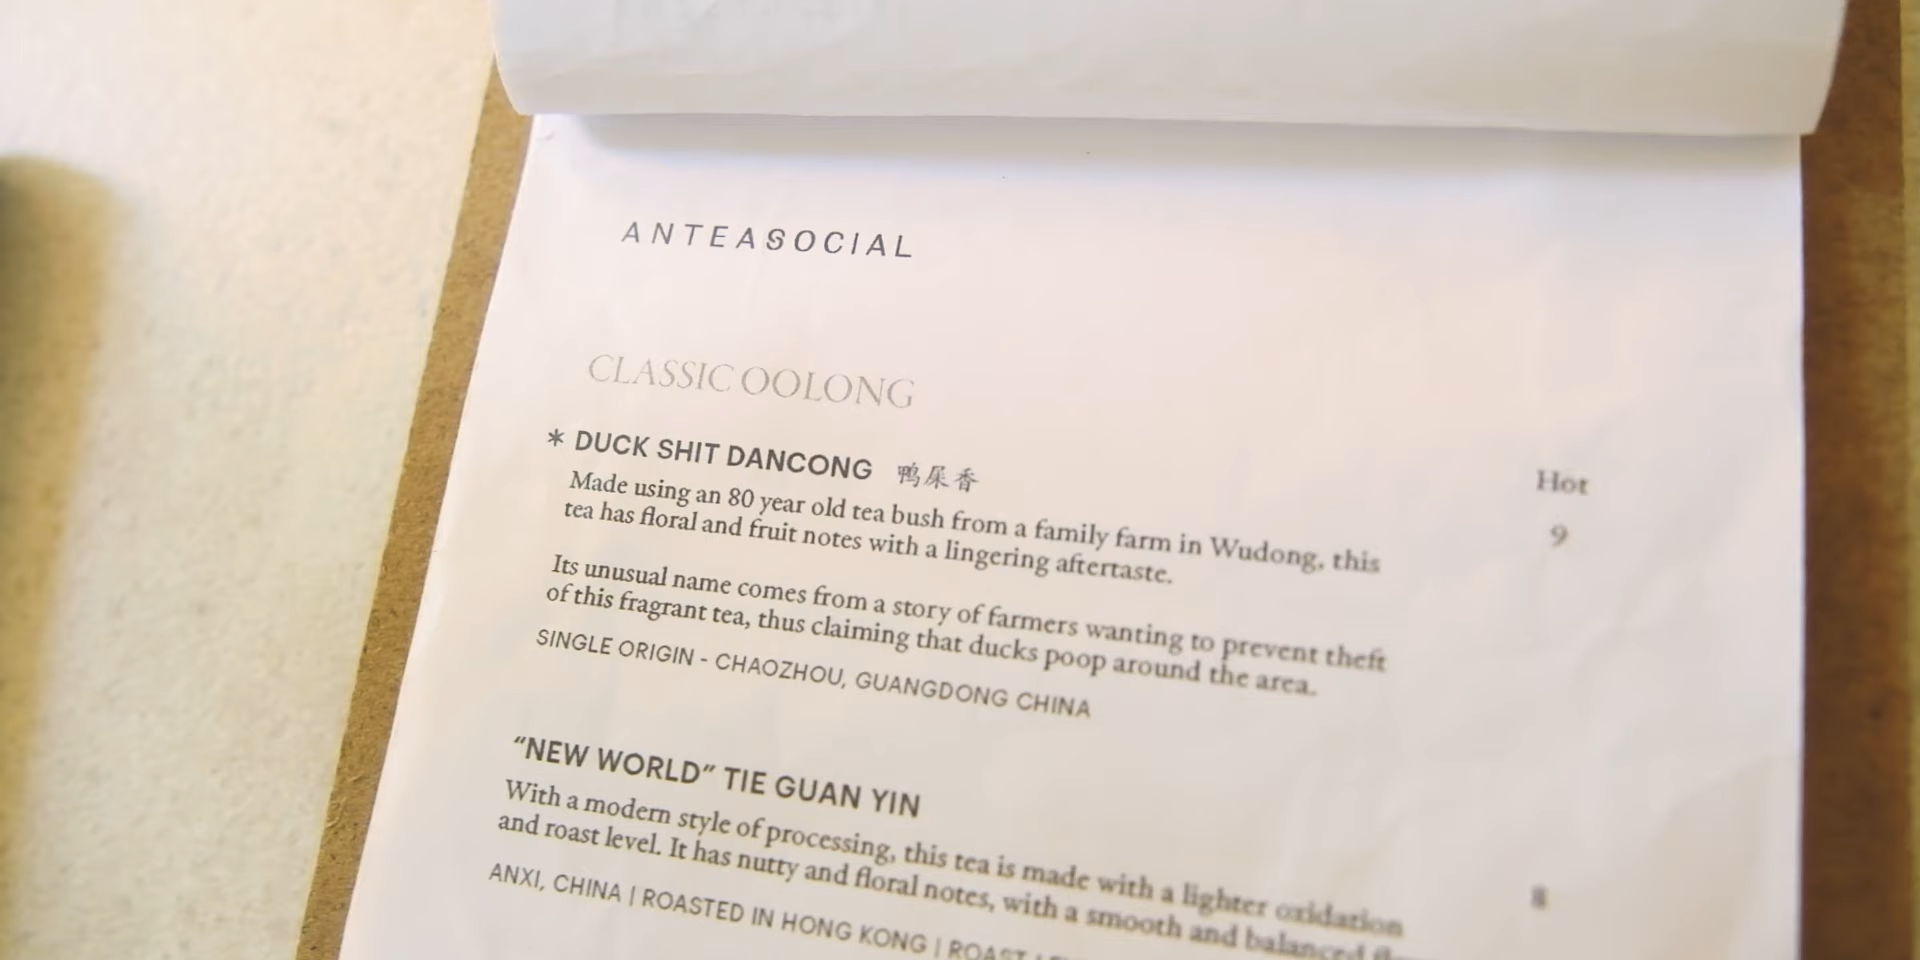 ANTEASOCIAL
CLASSIC OOLONG
* DUCK SHIT DANCONG 鸭屎香
Hot
Made using an 80 year old tea bush from a family farm in Wudong, this
9
tea has floral and fruit notes with a lingering aftertaste.
Its unusual name comes from a story of farmers wanting to prevent theft
of this fragrant tea, thus claiming that ducks poop around the area.
SINGLE ORIGIN - CHAOZHOU, GUANGDONG CHINA
“NEW WORLD” TIE GUAN YIN
With a modern style of processing, this tea is made with a lighter oxidation
8
and roast level. It has nutty and floral notes, with a smooth and balanced
ANXI, CHINA | ROASTED IN HONG KONG | ROAST